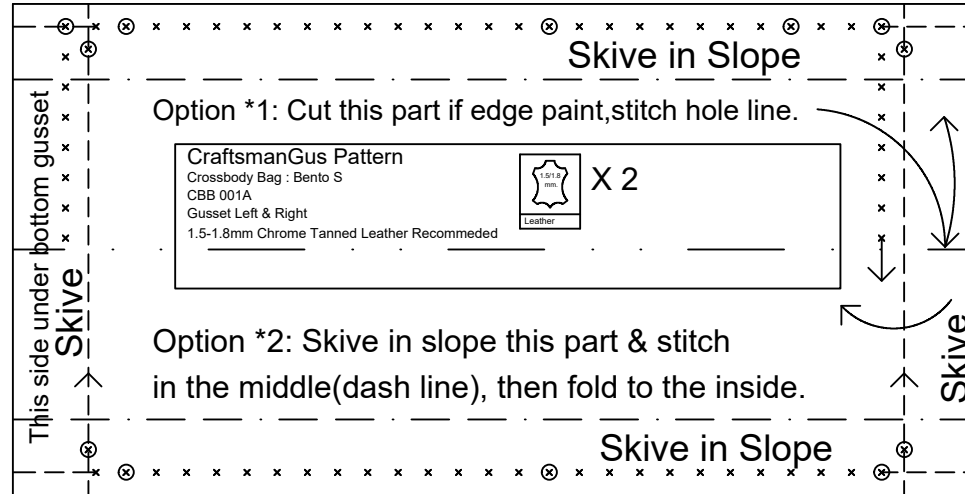 Skive in Slope
Option *1: Cut this part if edge paint,stitch hole line.
CraftsmanGus Pattern
Crossbody Bag : Bento S
CBB 001A
Gusset Left & Right
1.5-1.8mm Chrome Tanned Leather Recommeded
1.5/1.8
mm.
Leather
X 2
This side under bottom gusset
Skive
Option *2: Skive in slope this part & stitch
in the middle(dash line), then fold to the inside.
Skive
Skive in Slope